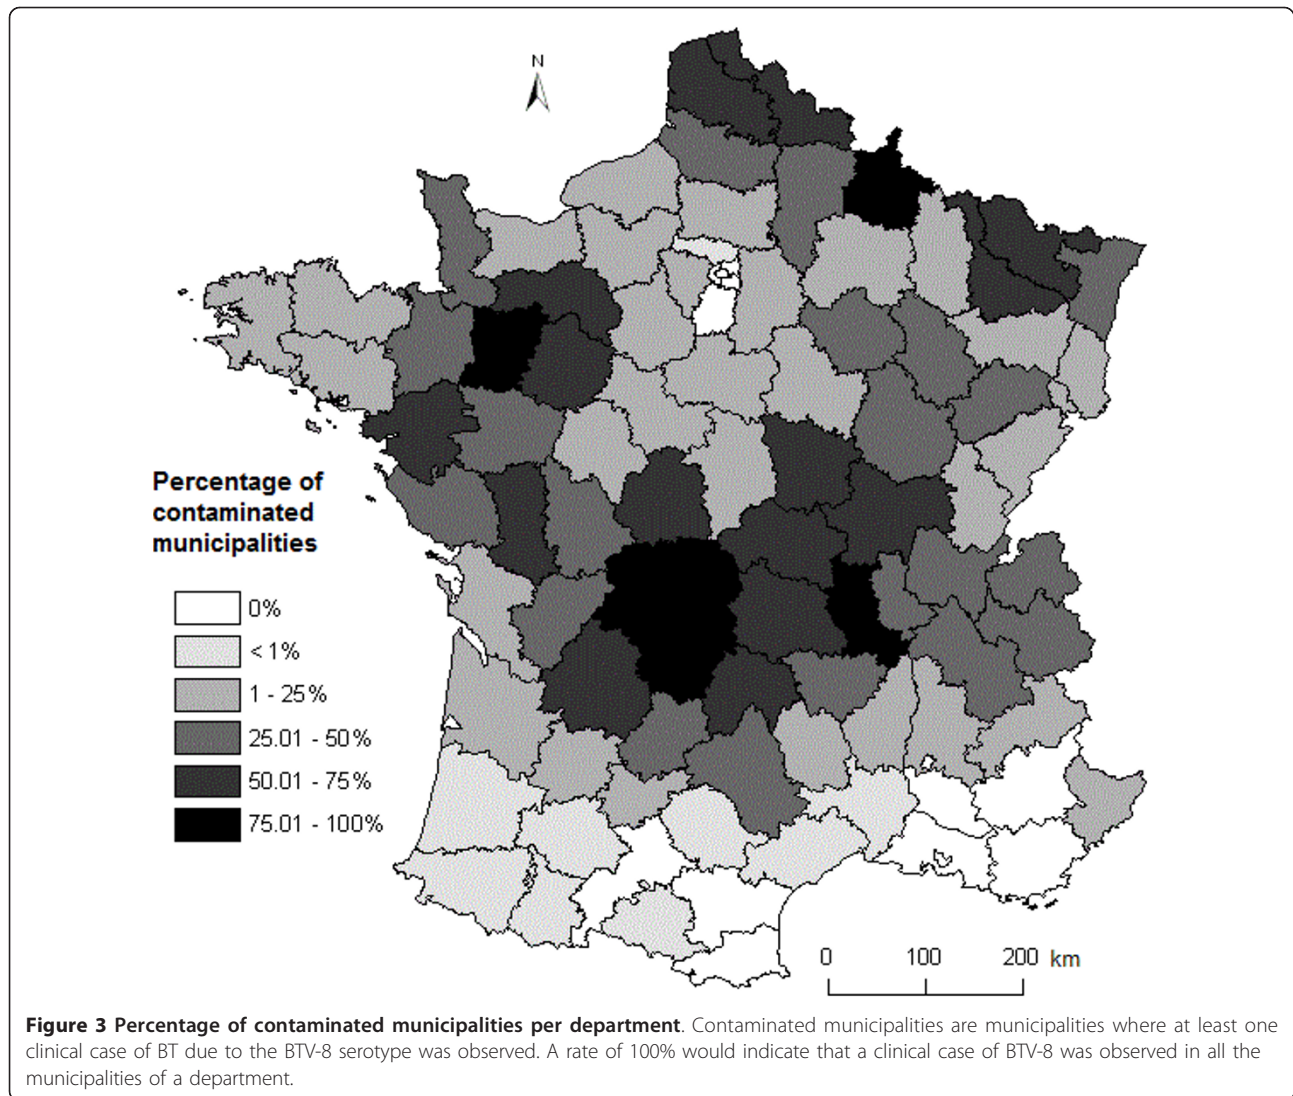 N
Percentage of
contaminated
municipalities
0%
< 1%
1 - 25%
25.01 - 50%
50.01 - 75%
75.01 - 100%
0 100 200 km
Figure 3 Percentage of contaminated municipalities per department. Contaminated municipalities are municipalities where at least one
clinical case of BT due to the BTV-8 serotype was observed. A rate of 100% would indicate that a clinical case of BTV-8 was observed in all the
municipalities of a department.